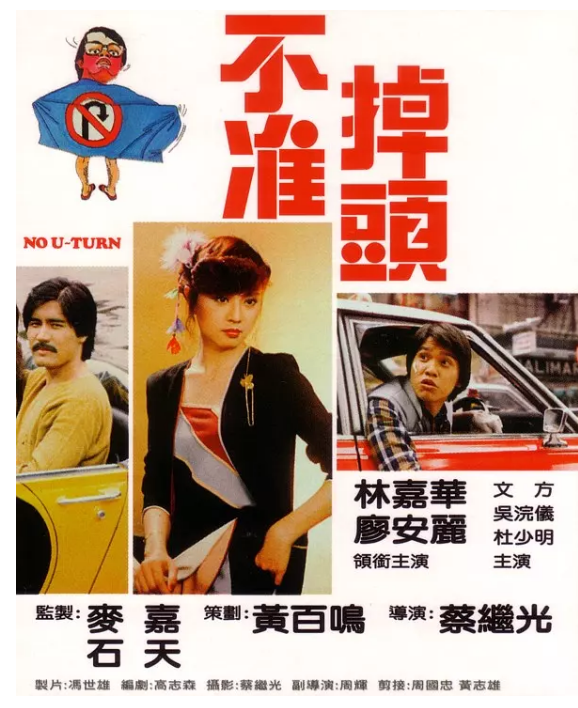 不准
掉頭
NO U-TURN
ALIMAR
林嘉華
廖安麗
領銜主演
文方
吳浣儀
杜少明
主演
監製:麥嘉
石天
策劃:黃百鳴
導演:蔡繼光
製片:馮世雄 編劇:高志森 攝影:蔡繼光 副導演:周輝 剪接:周國忠 黃志雄